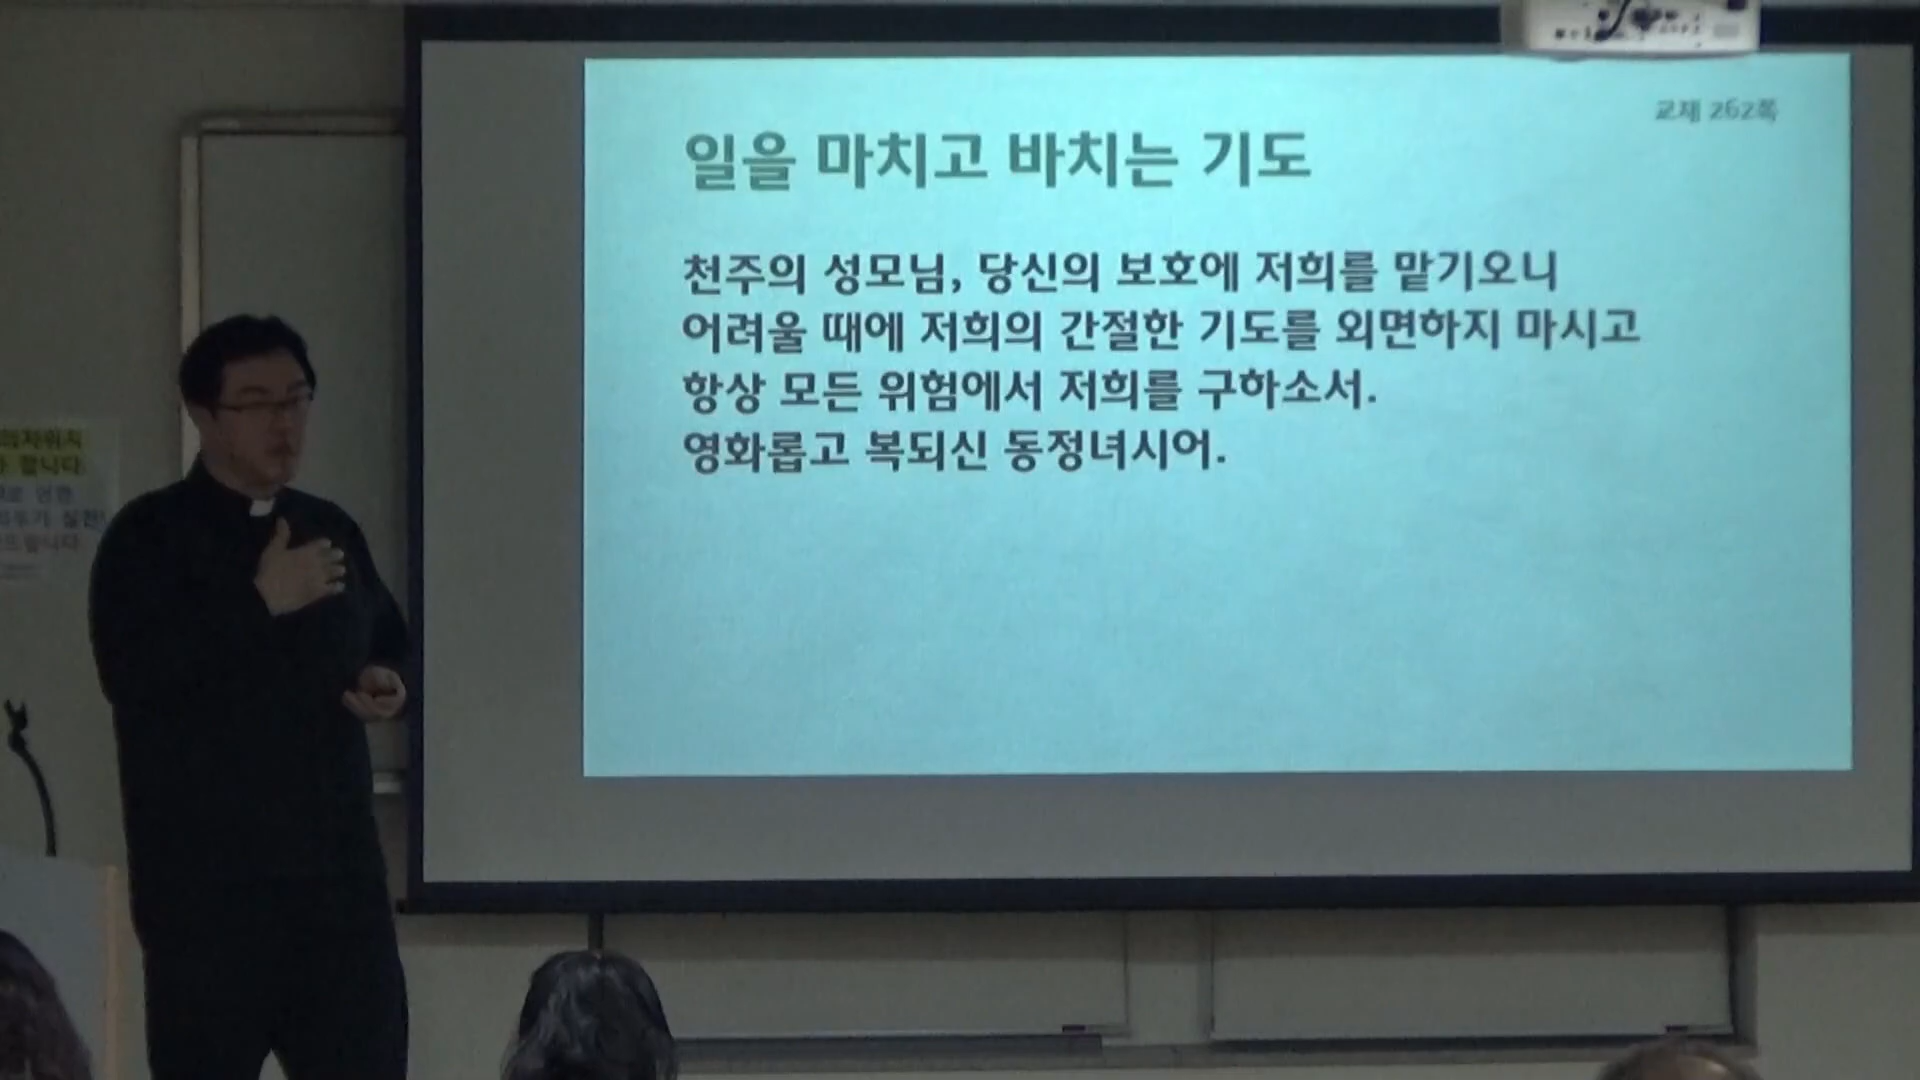 교재 262쪽
일을 마치고 바치는 기도
천주의 성모님, 당신의 보호에 저희를 맡기오니
어려울 때에 저희의 간절한 기도를 외면하지 마시고
항상 모든 위험에서 저희를 구하소서.
영화롭고 복되신 동정녀시여.
합니다